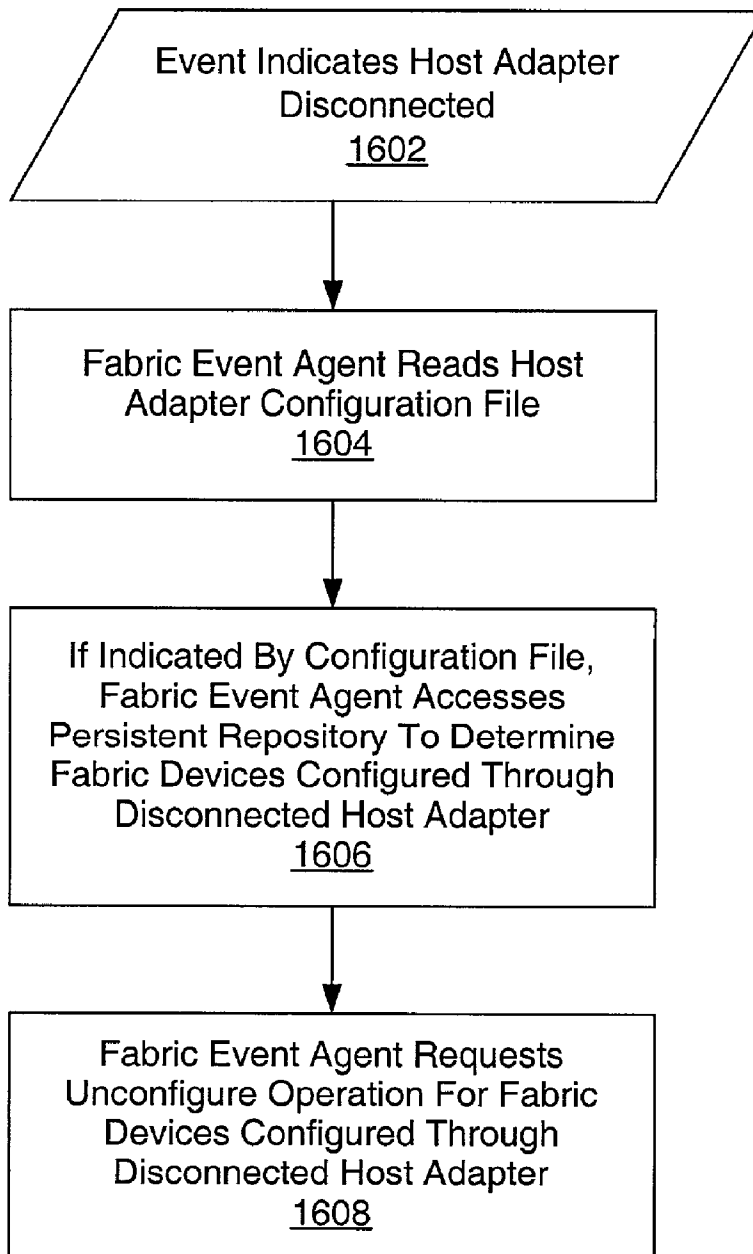 Event Indicates Host Adapter
Disconnected
1602
Fabric Event Agent Reads Host
Adapter Configuration File
1604
If Indicated By Configuration File,
Fabric Event Agent Accesses
Persistent Repository To Determine
Fabric Devices Configured Through
Disconnected Host Adapter
1606
Fabric Event Agent Requests
Unconfigure Operation For Fabric
Devices Configured Through
Disconnected Host Adapter
1608